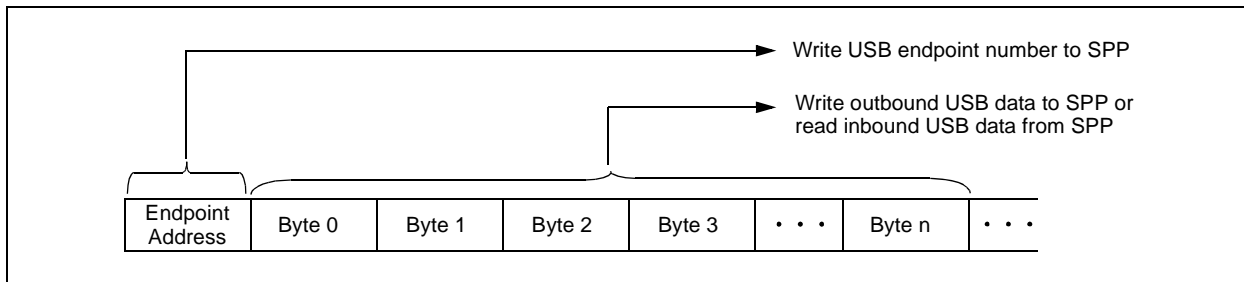 Write USB endpoint number to SPP
Write outbound USB data to SPP or
read inbound USB data from SPP
Endpoint
Address
Byte 0
Byte 1
Byte 2
Byte 3
· · ·
Byte n
· · ·